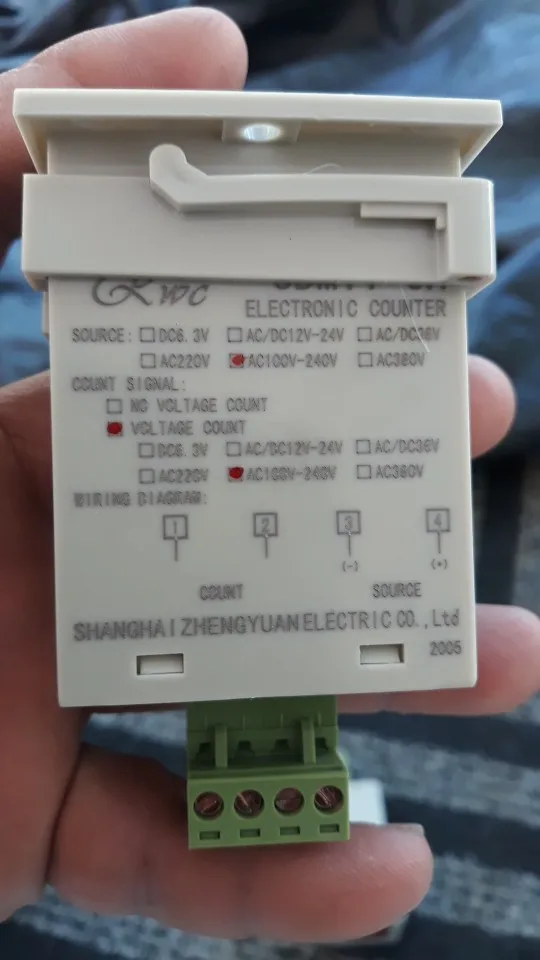 ELECTRONIC COUNTER
SOURCE: DC6.3V AC/DC12V-24V AC/DC36V
AC220V AC100V-240V AC380V
COUNT SIGNAL:
NO VOLTAGE COUNT
VOLTAGE COUNT
DC6.3V AC/DC12V-24V AC/DC36V
AC220V AC100V-240V AC380V
WIRING DIAGRAM:
1 2 3 4
(-) (+)
COUNT SOURCE
SHANGHAI ZHENGYUAN ELECTRIC CO.,Ltd
2005